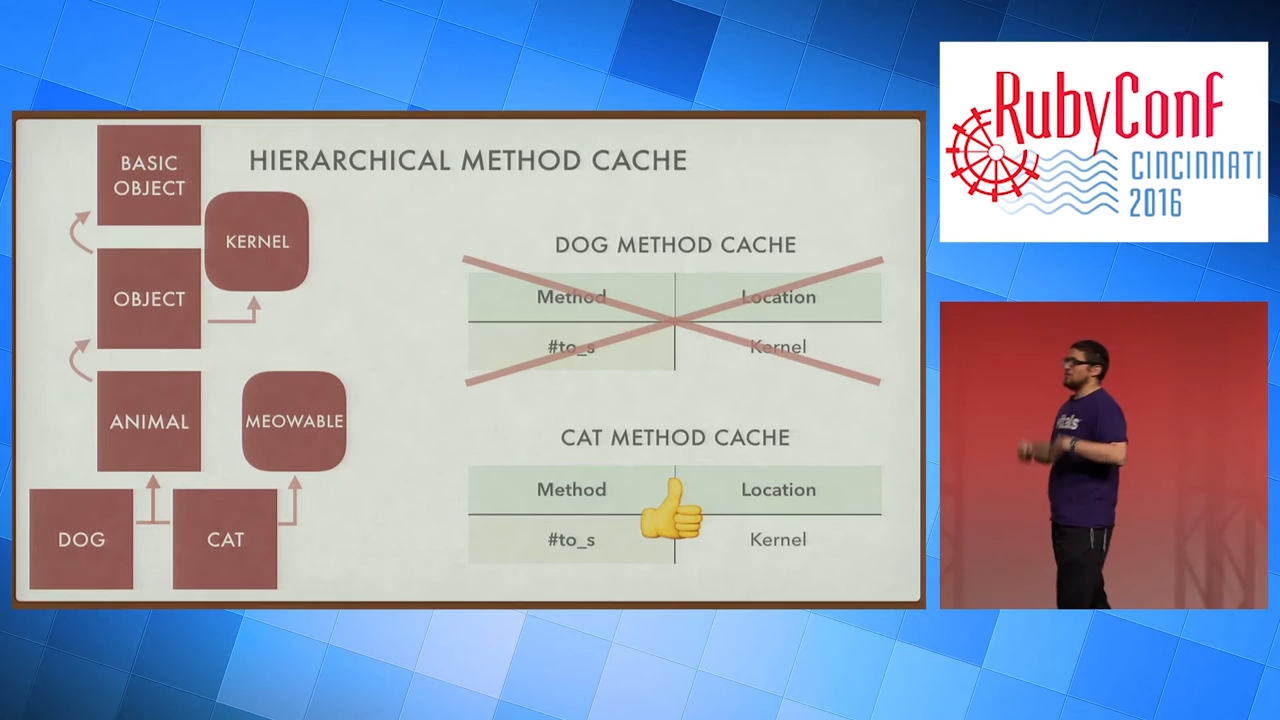 BASIC
OBJECT
HIERARCHICAL METHOD CACHE
KERNEL
OBJECT
ANIMAL
MEOWABLE
DOG
CAT
DOG METHOD CACHE
Method Location
#to_s Kernel
CAT METHOD CACHE
Method Location
#to_s Kernel
RubyConf
CINCINNATI
2016